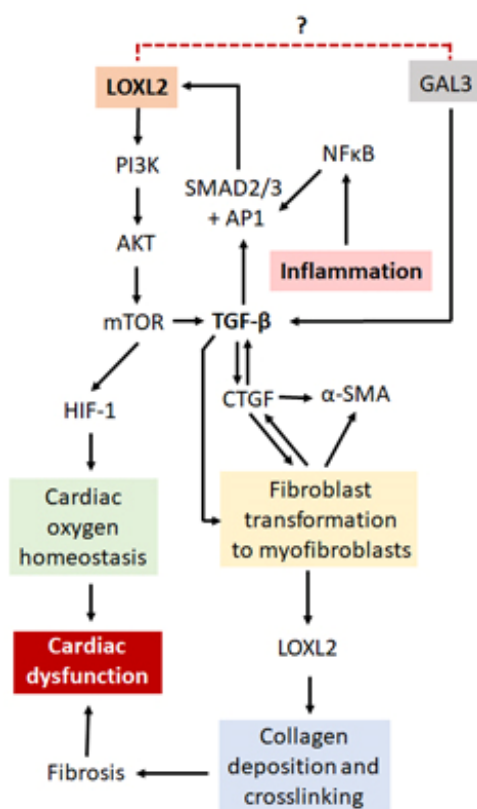 ?
LOXL2
GAL3
PI3K
NFκB
SMAD2/3
+ AP1
AKT
Inflammation
mTOR
TGF-β
CTGF
α-SMA
HIF-1
Cardiac
oxygen
homeostasis
Fibroblast
transformation
to myofibroblasts
Cardiac
dysfunction
LOXL2
Fibrosis
Collagen
deposition and
crosslinking